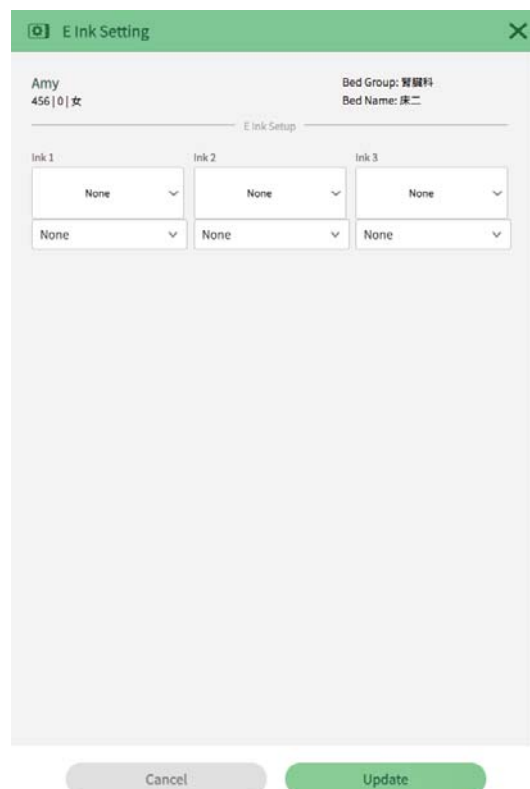 E Ink Setting
Amy
456 | 0 | 女
Bed Group: 腎臟科
Bed Name: 床二
E Ink Setup
Ink 1
Ink 2
Ink 3
None
None
None
None
None
None
Cancel
Update